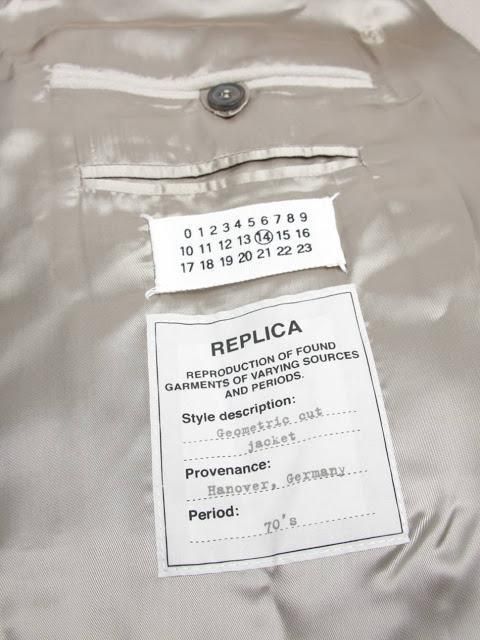 0 1 2 3 4 5 6 7 8 9
10 11 12 13 14 15 16
17 18 19 20 21 22 23
REPLICA
REPRODUCTION OF FOUND
GARMENTS OF VARYING SOURCES
AND PERIODS.
Style description:
Geometric cut
jacket
Provenance:
Hanover, Germany
Period:
70's